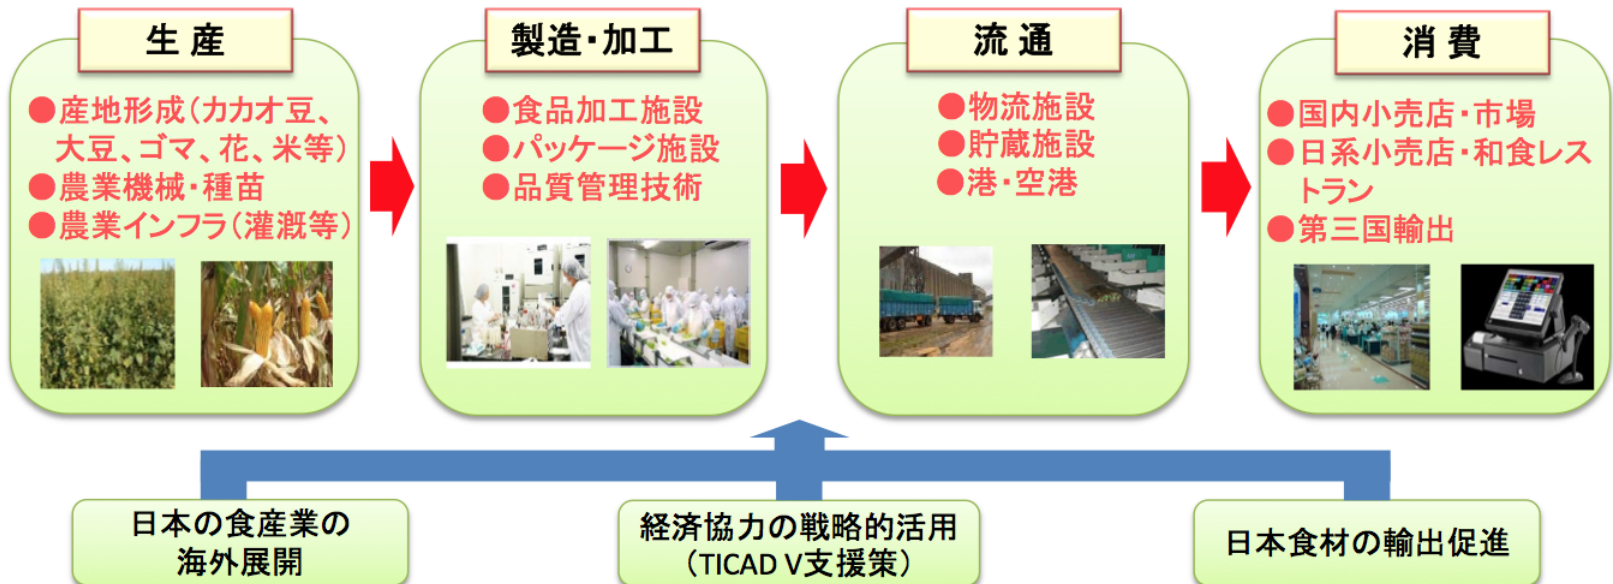 生産
●産地形成(カカオ豆、
大豆、ゴマ、花、米等)
●農業機械・種苗
●農業インフラ(灌漑等)
製造・加工
●食品加工施設
●パッケージ施設
●品質管理技術
流通
●物流施設
●貯蔵施設
●港・空港
消費
●国内小売店・市場
●日系小売店・和食レス
トラン
●第三国輸出
日本の食産業の
海外展開
経済協力の戦略的活用
(TICAD V支援策)
日本食材の輸出促進